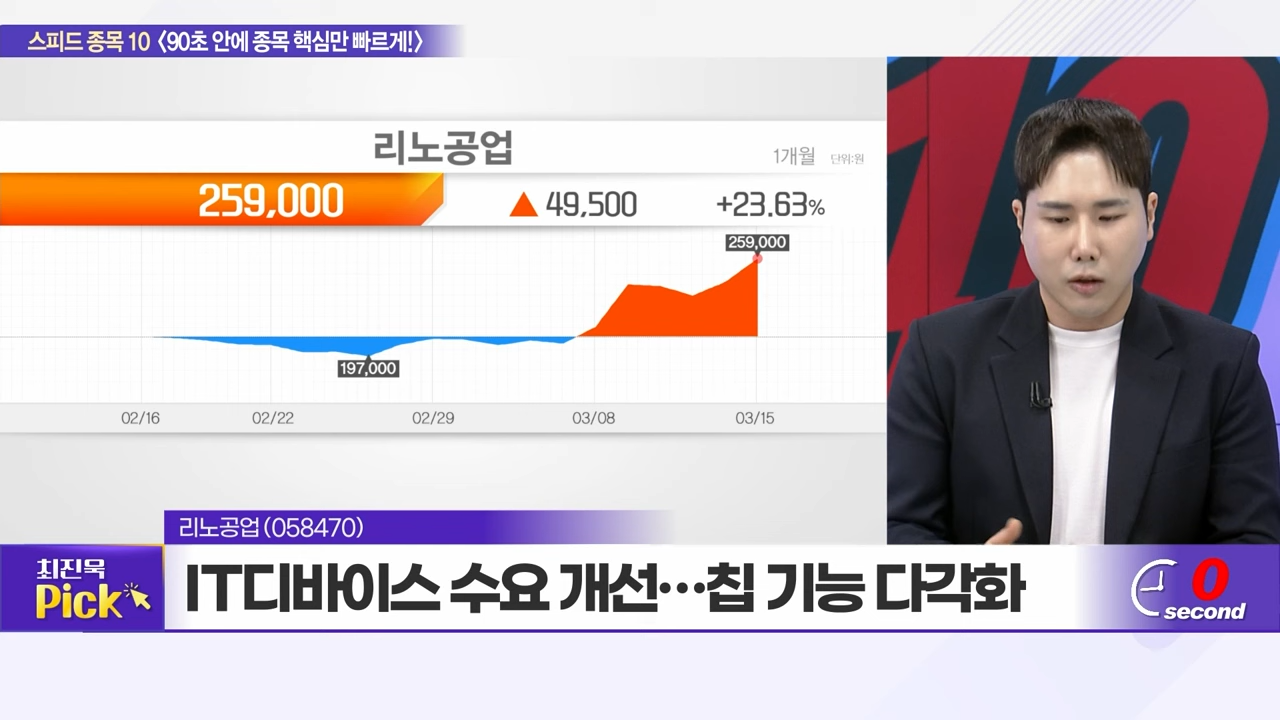 스피드 종목 10 <90초 안에 종목 핵심만 빠르게!>
리노공업
1개월 단위:원
259,000 ▲ 49,500 +23.63%
259,000
197,000
02/16 02/22 02/29 03/08 03/15
리노공업(058470)
최진욱
Pick
IT디바이스 수요 개선…칩 기능 다각화
0
second
10